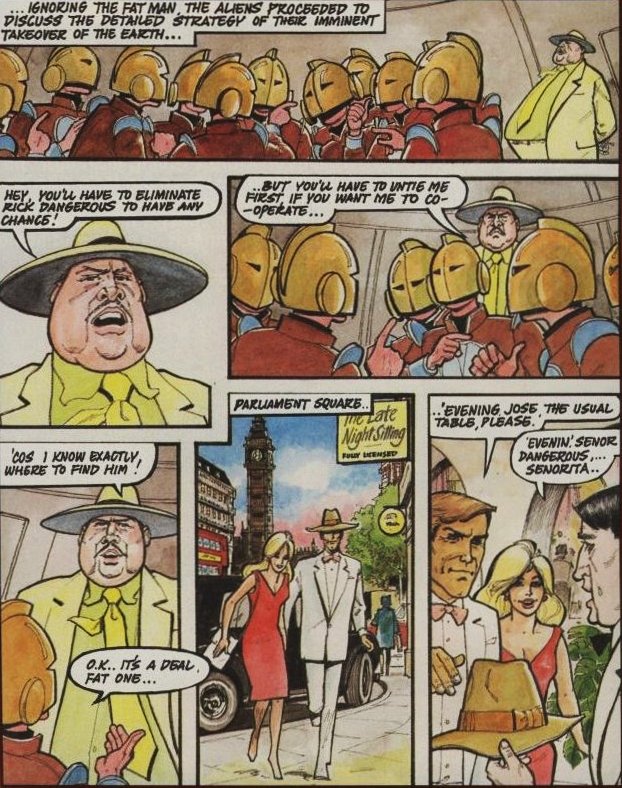 ... IGNORING THE FAT MAN, THE ALIENS PROCEEDED TO
DISCUSS THE DETAILED STRATEGY OF THEIR IMMINENT
TAKEOVER OF THE EARTH...
HEY, YOU'LL HAVE TO ELIMINATE
RICK DANGEROUS TO HAVE ANY
CHANCE!
..BUT YOU'LL HAVE TO UNTIE ME
FIRST, IF YOU WANT ME TO CO-
OPERATE...
'COS I KNOW EXACTLY,
WHERE TO FIND HIM!
O.K.. IT'S A DEAL,
FAT ONE...
PARLIAMENT SQUARE..
The Late
Night Sitting
FULLY LICENSED
..'EVENING JOSE, THE USUAL
TABLE, PLEASE.
'EVENIN'. SENOR
DANGEROUS,...
SENORITA..